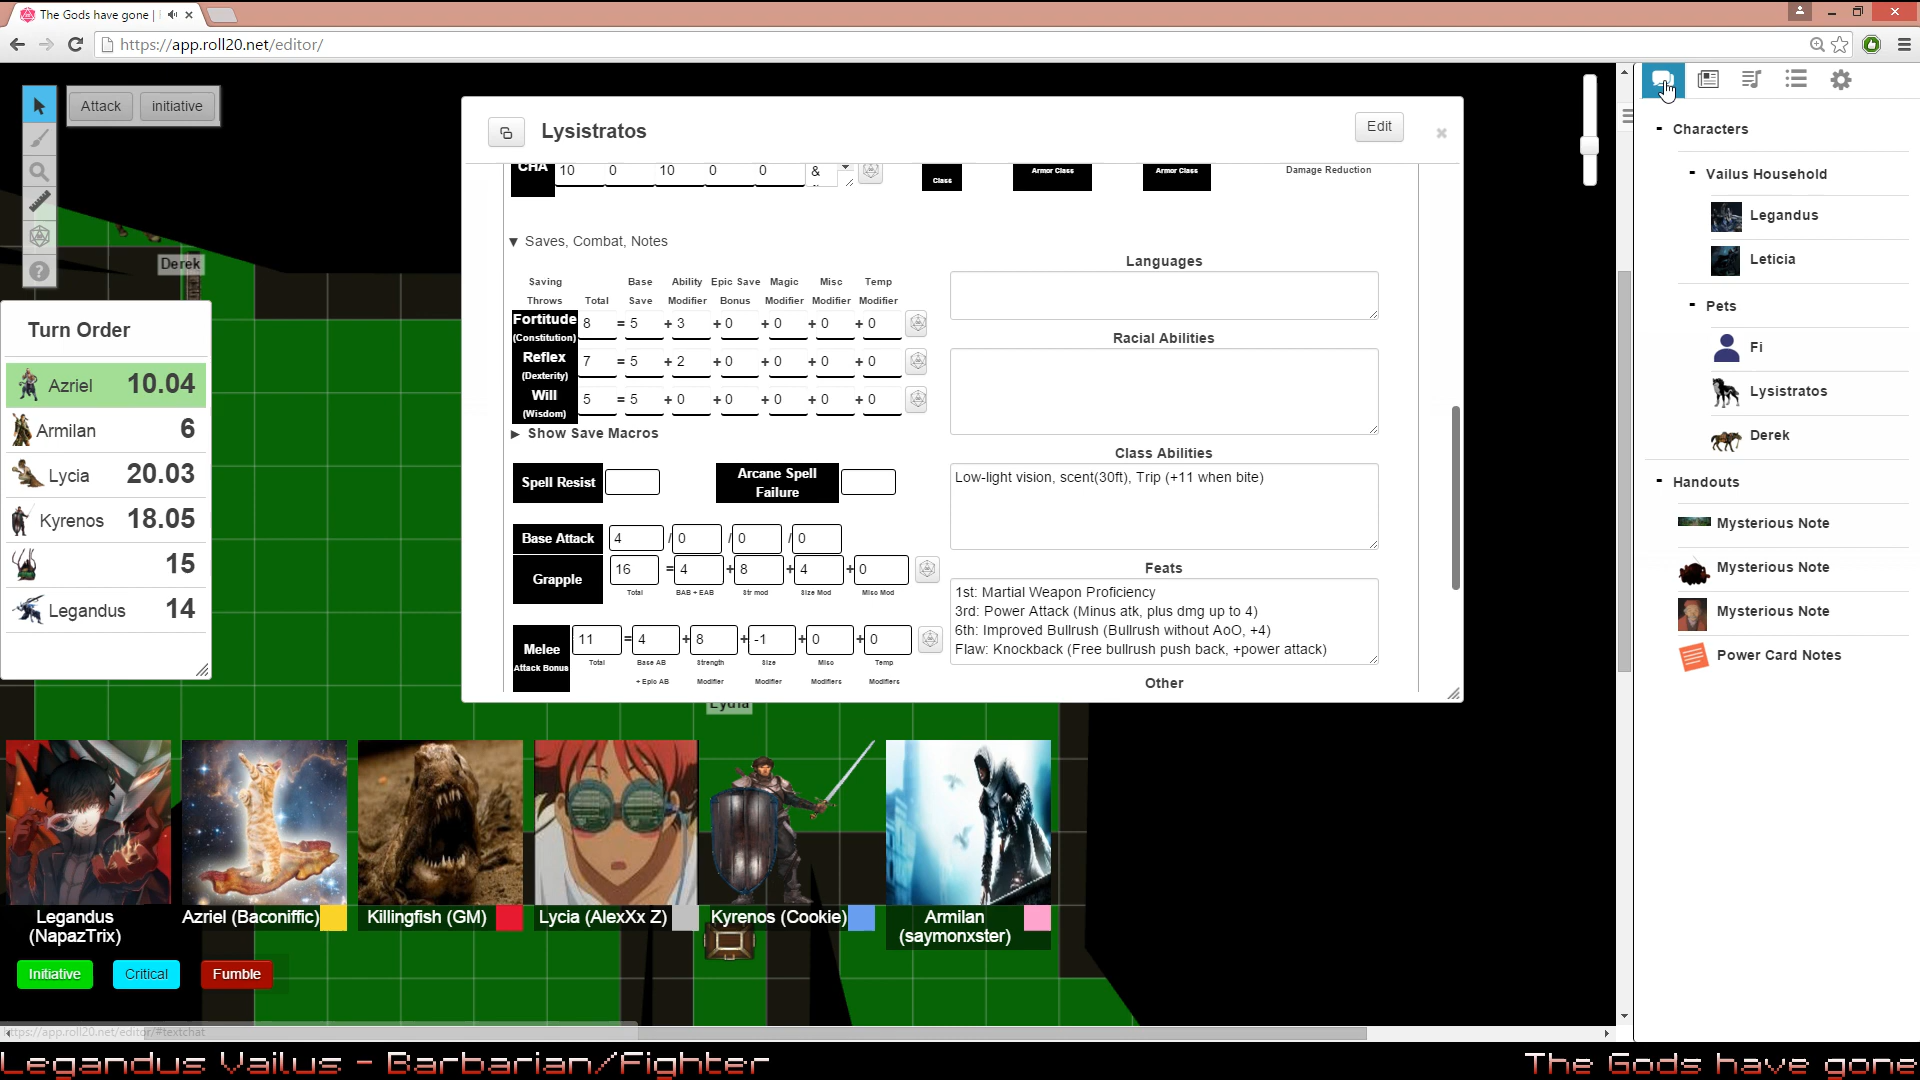 The Gods have gone |
https://app.roll20.net/editor/
Attack
initiative
Derek
Turn Order
Azriel 10.04
Armilan 6
Lycia 20.03
Kyrenos 18.05
15
Legandus 14
Lysistratos
Edit
CHA 10 0 10 0 0 &
Class
Armor Class
Armor Class
Damage Reduction
▼ Saves, Combat, Notes
Saving Throws Total Base Save Ability Modifier Epic Save Bonus Magic Modifier Misc Modifier Temp Modifier
Fortitude (Constitution) 8 = 5 + 3 + 0 + 0 + 0 + 0
Reflex (Dexterity) 7 = 5 + 2 + 0 + 0 + 0 + 0
Will (Wisdom) 5 = 5 + 0 + 0 + 0 + 0 + 0
▶ Show Save Macros
Spell Resist
Arcane Spell Failure
Base Attack 4 / 0 / 0 / 0
Grapple 16 = 4 + 8 + 4 + 0
Total BAB + EAB Str mod Size Mod Misc Mod
Melee Attack Bonus 11 = 4 + 8 + -1 + 0 + 0
Total Base AB + Epic AB Strength Modifier Size Modifier Misc Modifiers Temp Modifiers
Languages
Racial Abilities
Class Abilities
Low-light vision, scent(30ft), Trip (+11 when bite)
Feats
1st: Martial Weapon Proficiency
3rd: Power Attack (Minus atk, plus dmg up to 4)
6th: Improved Bullrush (Bullrush without AoO, +4)
Flaw: Knockback (Free bullrush push back, +power attack)
Other
Characters
Vailus Household
Legandus
Leticia
Pets
Fi
Lysistratos
Derek
Handouts
Mysterious Note
Mysterious Note
Mysterious Note
Power Card Notes
Legandus
(NapazTrix)
Azriel (Baconiffic)
Killingfish (GM)
Lycia (AlexXx Z)
Kyrenos (Cookie)
Armilan
(saymonxster)
Initiative
Critical
Fumble
https://app.roll20.net/editor/#textchat
Legandus Vailus - Barbarian/Fighter
The Gods have gone